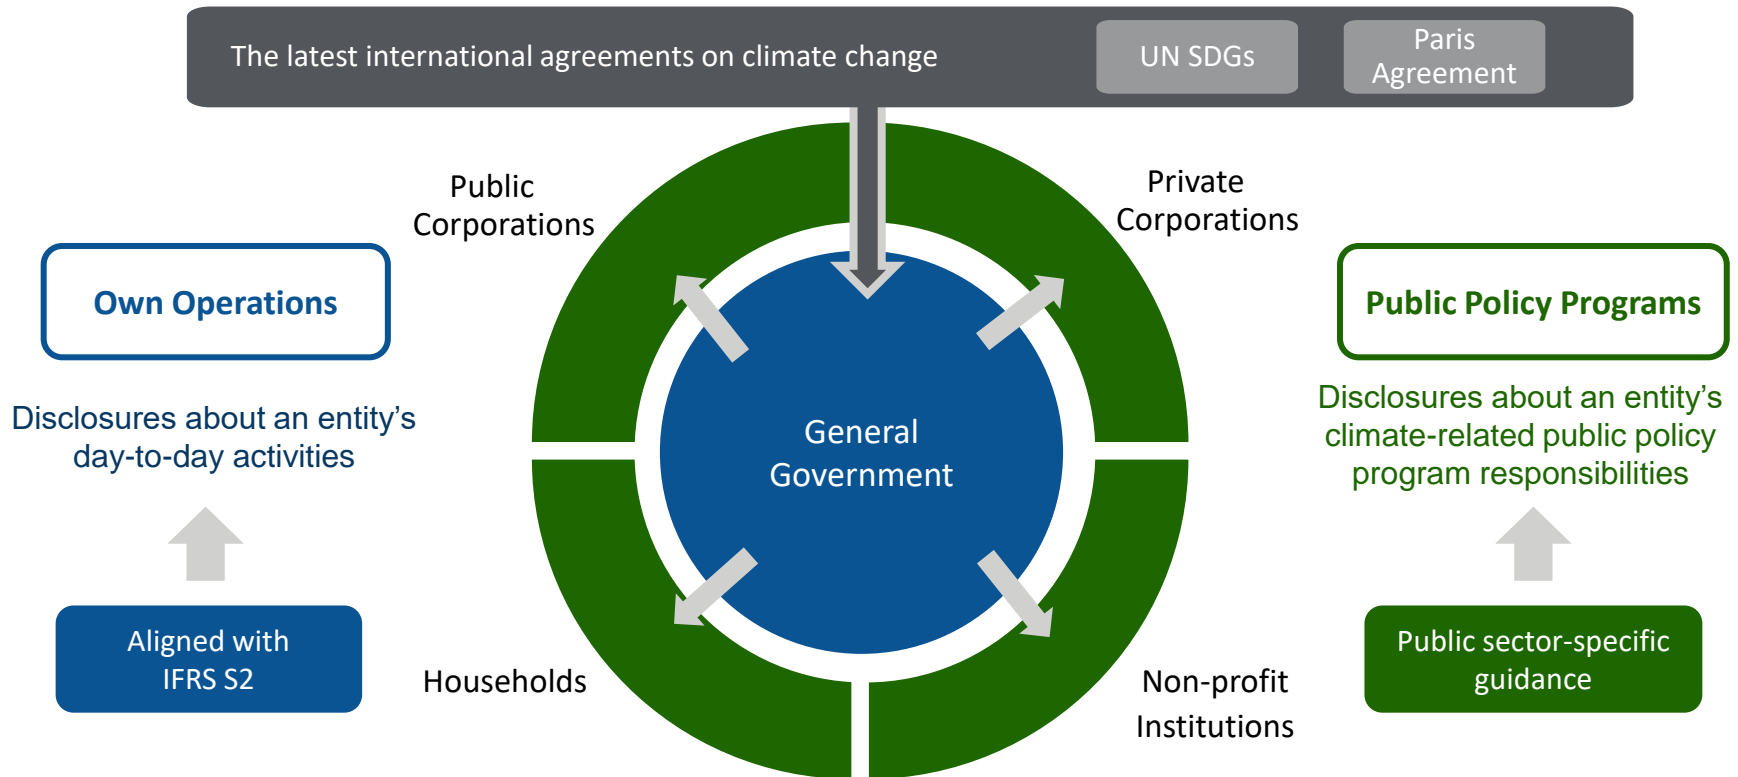 The latest international agreements on climate change
UN SDGs
Paris
Agreement
Public
Corporations
Private
Corporations
Own Operations
Disclosures about an entity’s
day-to-day activities
Aligned with
IFRS S2
General
Government
Public Policy Programs
Disclosures about an entity’s
climate-related public policy
program responsibilities
Public sector-specific
guidance
Households
Non-profit
Institutions